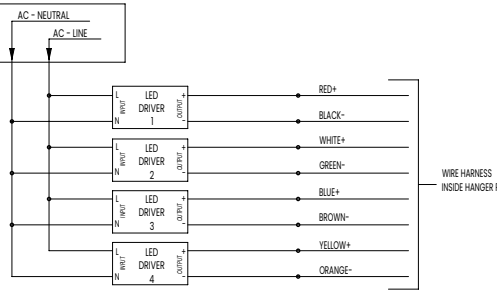 AC - NEUTRAL
AC - LINE
L INPUT N LED DRIVER 1 + OUTPUT -
RED+
BLACK-
L INPUT N LED DRIVER 2 + OUTPUT -
WHITE+
GREEN-
L INPUT N LED DRIVER 3 + OUTPUT -
BLUE+
BROWN-
L INPUT N LED DRIVER 4 + OUTPUT -
YELLOW+
ORANGE-
WIRE HARNESS
INSIDE HANGER